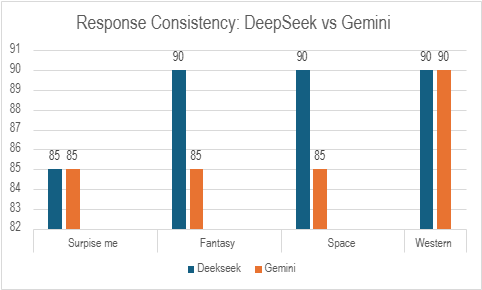 Response Consistency: DeepSeek vs Gemini
91
90
89
88
87
86
85
84
83
82
85 85
90 85
90 85
90 90
Surpise me
Fantasy
Space
Western
Deekseek
Gemini